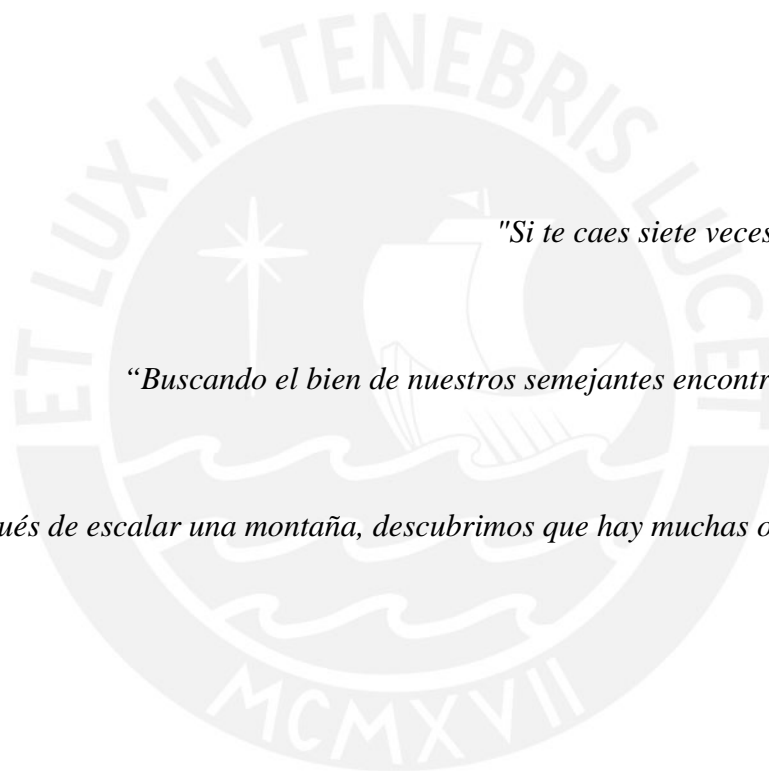 ET LUX IN TENEBRIS LUCET
"Si te caes siete veces
“Buscando el bien de nuestros semejantes encontr
ués de escalar una montaña, descubrimos que hay muchas o
MCMXVII